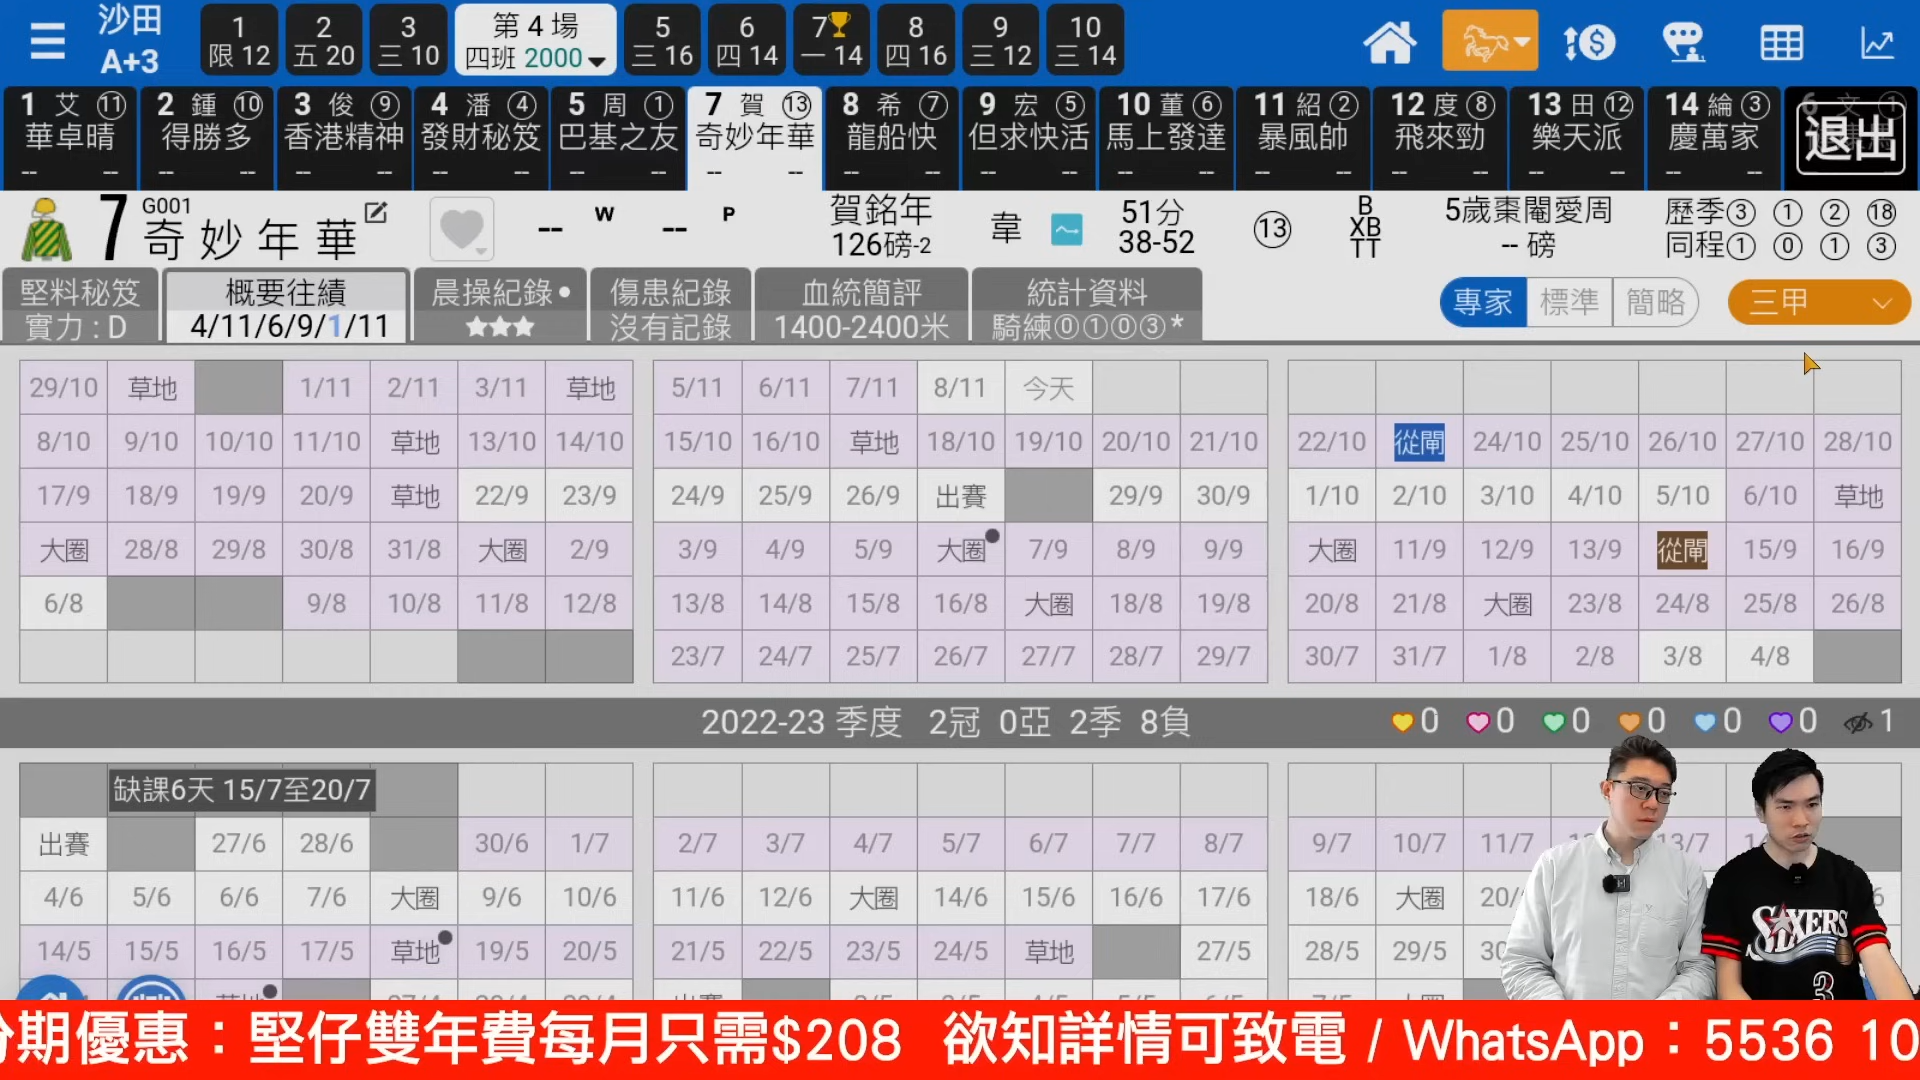 沙田
A+3
1
限 12
2
五 20
3
三 10
第 4 場
四班 2000
5
三 16
6
四 14
7
一 14
8
四 16
9
三 12
10
三 14
1 艾 ⑪
華卓晴
-- --
2 鍾 ⑩
得勝多
-- --
3 俊 ⑨
香港精神
-- --
4 潘 ④
發財秘笈
-- --
5 周 ①
巴基之友
-- --
7 賀 ⑬
奇妙年華
-- --
8 希 ⑦
龍船快
-- --
9 宏 ⑤
但求快活
-- --
10 董 ⑥
馬上發達
-- --
11 紹 ②
暴風帥
-- --
12 度 ⑧
飛來勁
-- --
13 田 ⑫
樂天派
-- --
14 綸 ③
慶萬家
-- --
退出
7
G001
奇妙年華
-- W -- P
賀銘年
126磅-2
韋
51分
38-52
⑬
B
XB
TT
5歲棗閹愛周
-- 磅
歷季③ ① ② ⑱
同程① ⓪ ① ③
堅料秘笈
實力 : D
概要往績
4/11/6/9/1/11
晨操紀錄
★★★
傷患紀錄
沒有記錄
血統簡評
1400-2400米
統計資料
騎練⓪①⓪③*
專家 標準 簡略
三甲
29/10 草地 1/11 2/11 3/11 草地 5/11 6/11 7/11 8/11 今天
8/10 9/10 10/10 11/10 草地 13/10 14/10 15/10 16/10 草地 18/10 19/10 20/10 21/10 22/10 從閘 24/10 25/10 26/10 27/10 28/10
17/9 18/9 19/9 20/9 草地 22/9 23/9 24/9 25/9 26/9 出賽 29/9 30/9 1/10 2/10 3/10 4/10 5/10 6/10 草地
大圈 28/8 29/8 30/8 31/8 大圈 2/9 3/9 4/9 5/9 大圈 7/9 8/9 9/9 大圈 11/9 12/9 13/9 從閘 15/9 16/9
6/8 9/8 10/8 11/8 12/8 13/8 14/8 15/8 16/8 大圈 18/8 19/8 20/8 21/8 大圈 23/8 24/8 25/8 26/8
23/7 24/7 25/7 26/7 27/7 28/7 29/7 30/7 31/7 1/8 2/8 3/8 4/8
2022-23 季度 2冠 0亞 2季 8負
0 0 0 0 0 0 1
缺課6天 15/7至20/7
出賽 27/6 28/6 30/6 1/7 2/7 3/7 4/7 5/7 6/7 7/7 8/7 9/7 10/7 11/7 13/7
4/6 5/6 6/6 7/6 大圈 9/6 10/6 11/6 12/6 大圈 14/6 15/6 16/6 17/6 18/6 大圈
14/5 15/5 16/5 17/5 草地 19/5 20/5 21/5 22/5 23/5 24/5 草地 27/5 28/5 29/5
SIXERS
3
分期優惠：堅仔雙年費每月只需$208 欲知詳情可致電 / WhatsApp：5536 10